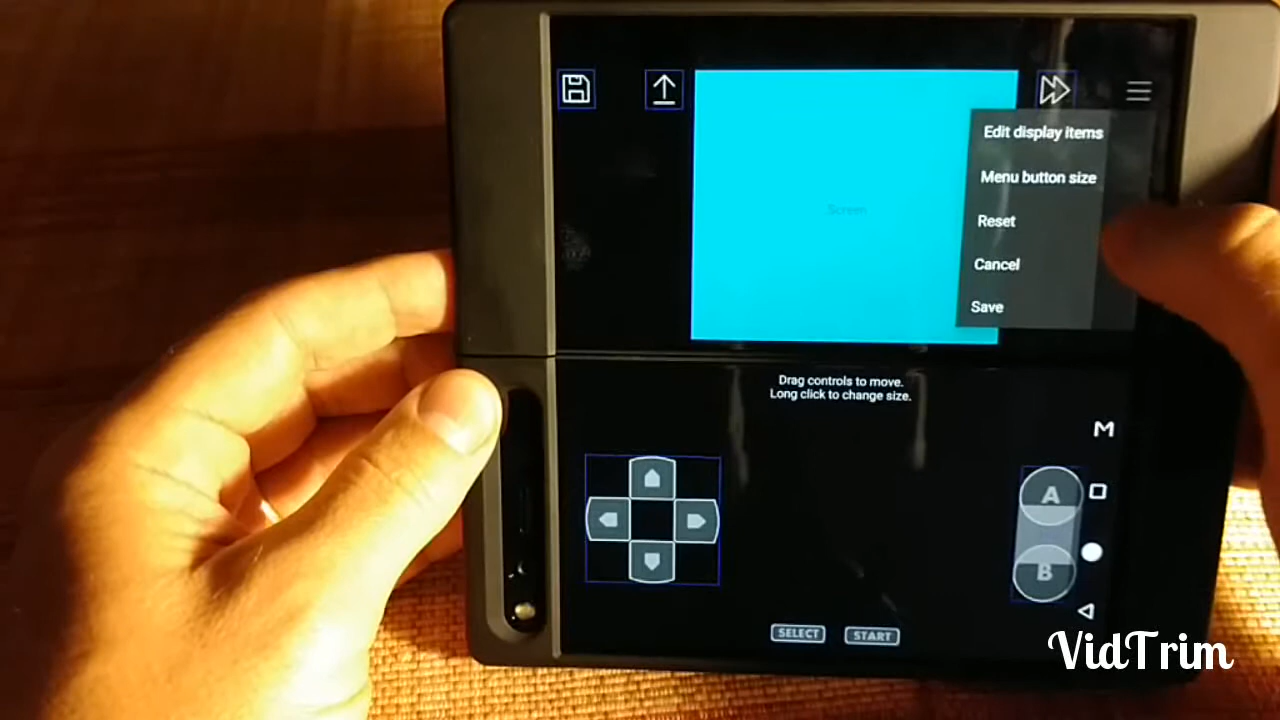 Edit display items
Menu button size
Reset
Screen
Cancel
Save
Drag controls to move.
Long click to change size.
M
A
B
SELECT
START
VidTrim